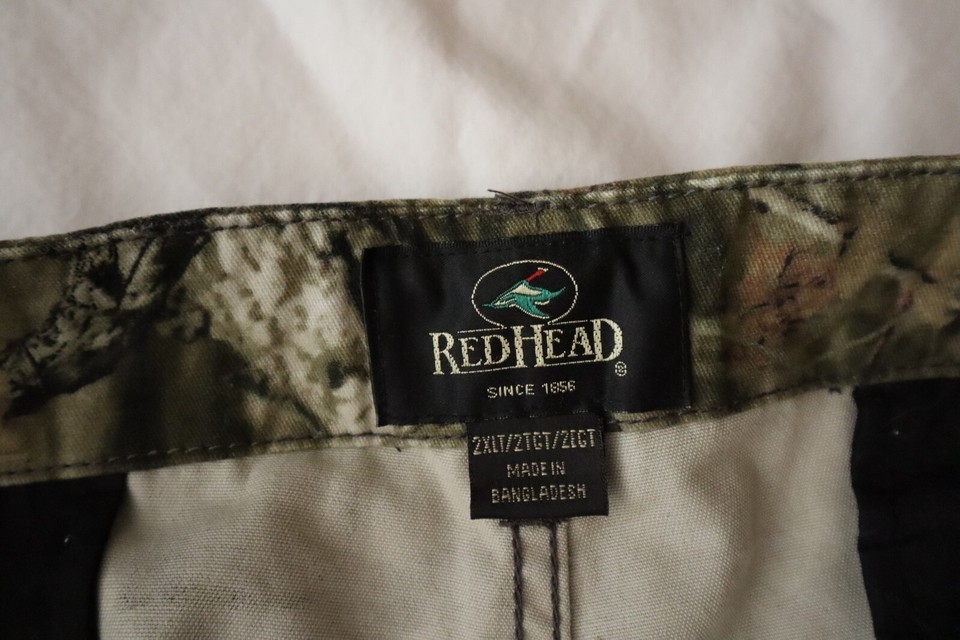 REDHEAD®
SINCE 1856
2XLT/2TGT/2EGT
MADE IN
BANGLADESH